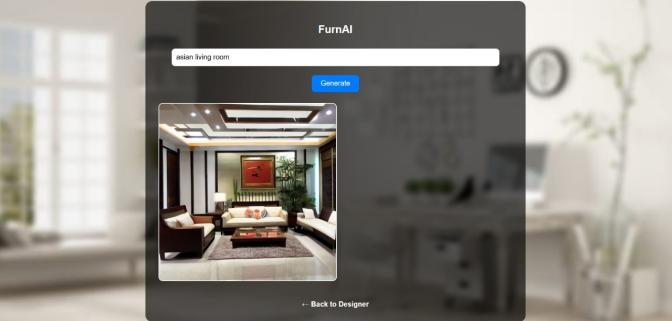 FurnAI
asian living room
Generate
← Back to Designer